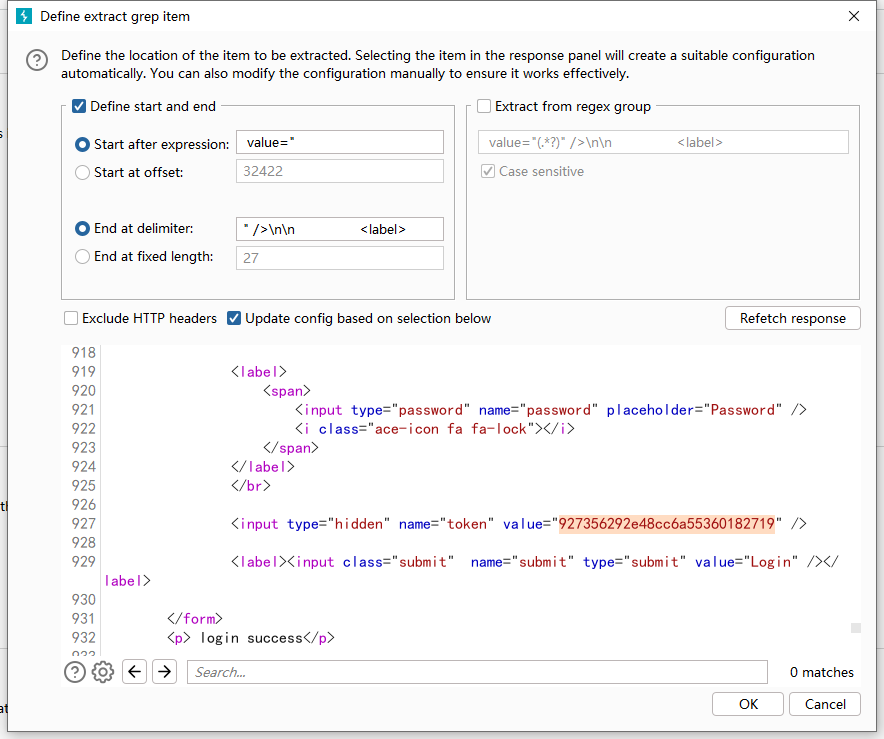 Define extract grep item
Define the location of the item to be extracted. Selecting the item in the response panel will create a suitable configuration
automatically. You can also modify the configuration manually to ensure it works effectively.
Define start and end
Start after expression: value="
Start at offset: 32422
End at delimiter: " />\n\n                <label>
End at fixed length: 27
Extract from regex group
value="(.*?)" />\n\n                <label>
Case sensitive
Exclude HTTP headers
Update config based on selection below
Refetch response
918
919 <label>
920 <span>
921 <input type="password" name="password" placeholder="Password" />
922 <i class="ace-icon fa fa-lock"></i>
923 </span>
924 </label>
925 </br>
926
927 <input type="hidden" name="token" value="927356292e48cc6a55360182719" />
928
929 <label><input class="submit"  name="submit" type="submit" value="Login" /></
label>
930
931 </form>
932 <p> login success</p>
Search...
0 matches
OK
Cancel